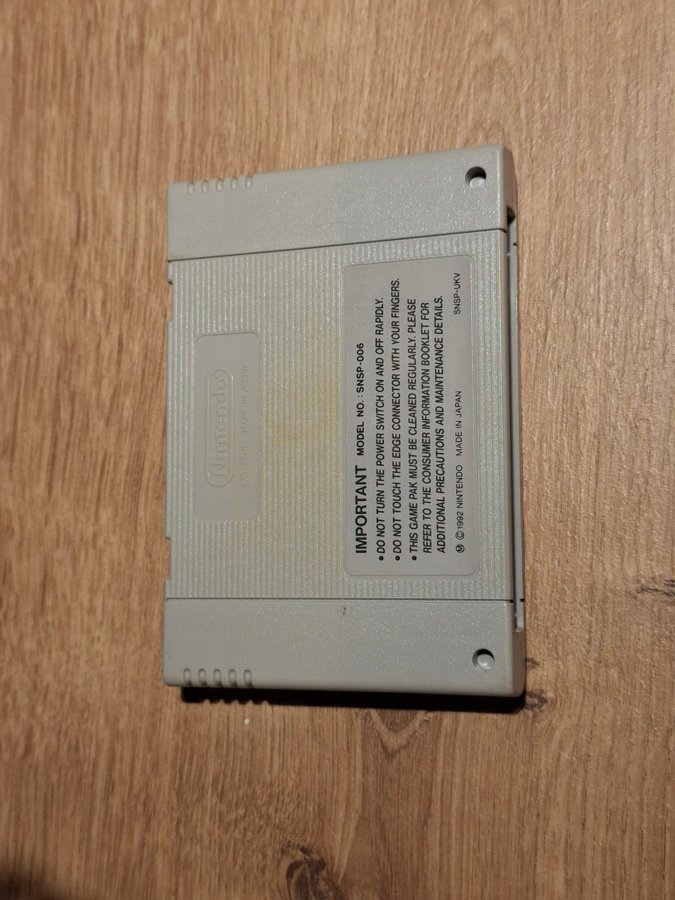 Nintendo
IMPORTANT MODEL NO.: SNSP-006
• DO NOT TURN THE POWER SWITCH ON AND OFF RAPIDLY.
• DO NOT TOUCH THE EDGE CONNECTOR WITH YOUR FINGERS.
• THIS GAME PAK MUST BE CLEANED REGULARLY. PLEASE
REFER TO THE CONSUMER INFORMATION BOOKLET FOR
ADDITIONAL PRECAUTIONS AND MAINTENANCE DETAILS.
Ⓜ © 1992 NINTENDO MADE IN JAPAN SNSP-UKV